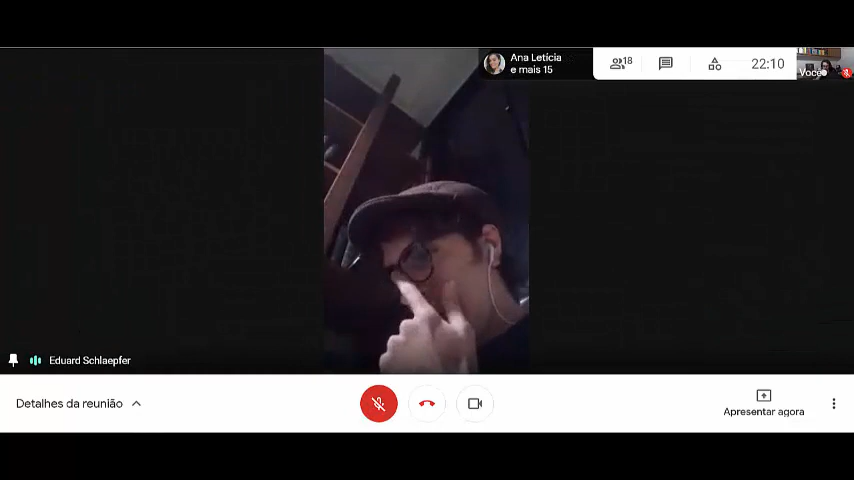 Ana Letícia
e mais 15
18
22:10
Você
Eduard Schlaepfer
Detalhes da reunião
Apresentar agora